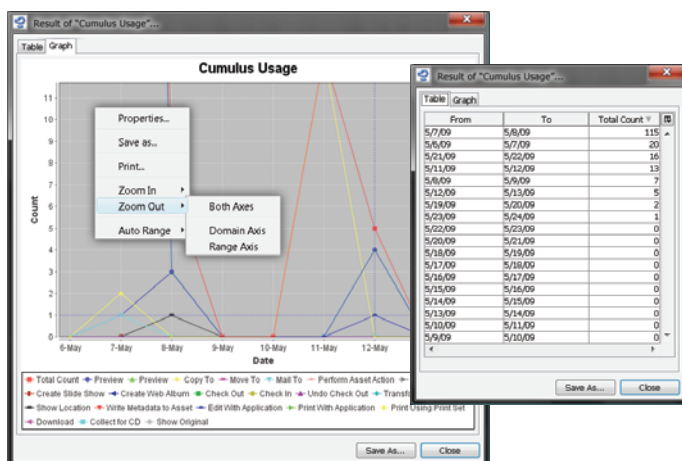 Result of "Cumulus Usage"...
Table Graph
Cumulus Usage
11
10
9
8
7
6
5
4
3
2
1
0
Count
Properties...
Save as...
Print...
Zoom In
Zoom Out
Auto Range
Both Axes
Domain Axis
Range Axis
6-May 7-May 8-May 9-May 10-May 11-May 12-May
Date
Total Count Preview Preview Copy To Move To Mail To Perform Asset Action
Create Slide Show Create Web Album Check Out Check In Undo Check Out Transfo
Show Location Write Metadata to Asset Edit With Application Print With Application Print Using Print Set
Download Collect for CD Show Original
Save As... Close
Result of "Cumulus Usage"...
Table Graph
From To Total Count
5/7/09 5/8/09 115
5/6/09 5/7/09 20
5/21/09 5/22/09 16
5/11/09 5/12/09 13
5/8/09 5/9/09 7
5/12/09 5/13/09 5
5/19/09 5/20/09 2
5/23/09 5/24/09 1
5/22/09 5/23/09 0
5/20/09 5/21/09 0
5/18/09 5/19/09 0
5/17/09 5/18/09 0
5/16/09 5/17/09 0
5/15/09 5/16/09 0
5/14/09 5/15/09 0
5/13/09 5/14/09 0
5/10/09 5/11/09 0
5/9/09 5/10/09 0
Save As... Close